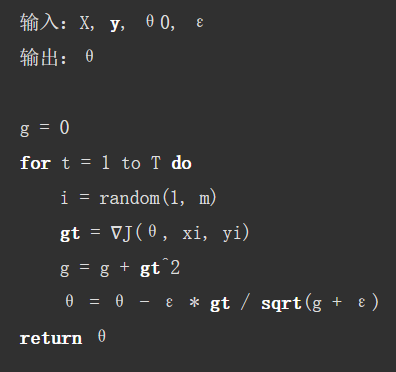 输入：X, y, θ0, ε
输出：θ
g = 0
for t = 1 to T do
i = random(1, m)
gt = ∇J(θ, xi, yi)
g = g + gt^2
θ = θ - ε * gt / sqrt(g + ε)
return θ